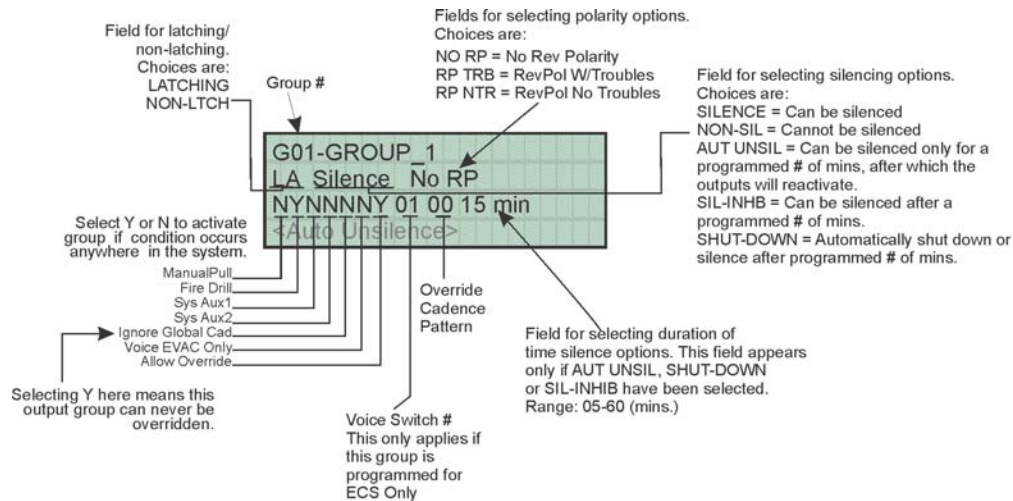 Field for latching/
non-latching.
Choices are:
LATCHING
NON-LTCH
Group #
Fields for selecting polarity options.
Choices are:
NO RP = No Rev Polarity
RP TRB = RevPol W/Troubles
RP NTR = RevPol No Troubles
Field for selecting silencing options.
Choices are:
SILENCE = Can be silenced
NON-SIL = Cannot be silenced
AUT UNSIL = Can be silenced only for a
programmed # of mins, after which the
outputs will reactivate.
SIL-INHB = Can be silenced after a
programmed # of mins.
SHUT-DOWN = Automatically shut down or
silence after programmed # of mins.
G01-GROUP_1
LA Silence No RP
NYNNNNY 01 00 15 min
<Auto Unsilence>
Select Y or N to activate
group if condition occurs
anywhere in the system.
ManualPull
Fire Drill
Sys Aux1
Sys Aux2
Ignore Global Cad
Voice EVAC Only
Allow Override
Selecting Y here means this
output group can never be
overridden.
Override
Cadence
Pattern
Voice Switch #
This only applies if
this group is
programmed for
ECS Only
Field for selecting duration of
time silence options. This field appears
only if AUT UNSIL, SHUT-DOWN
or SIL-INHIB have been selected.
Range: 05-60 (mins.)